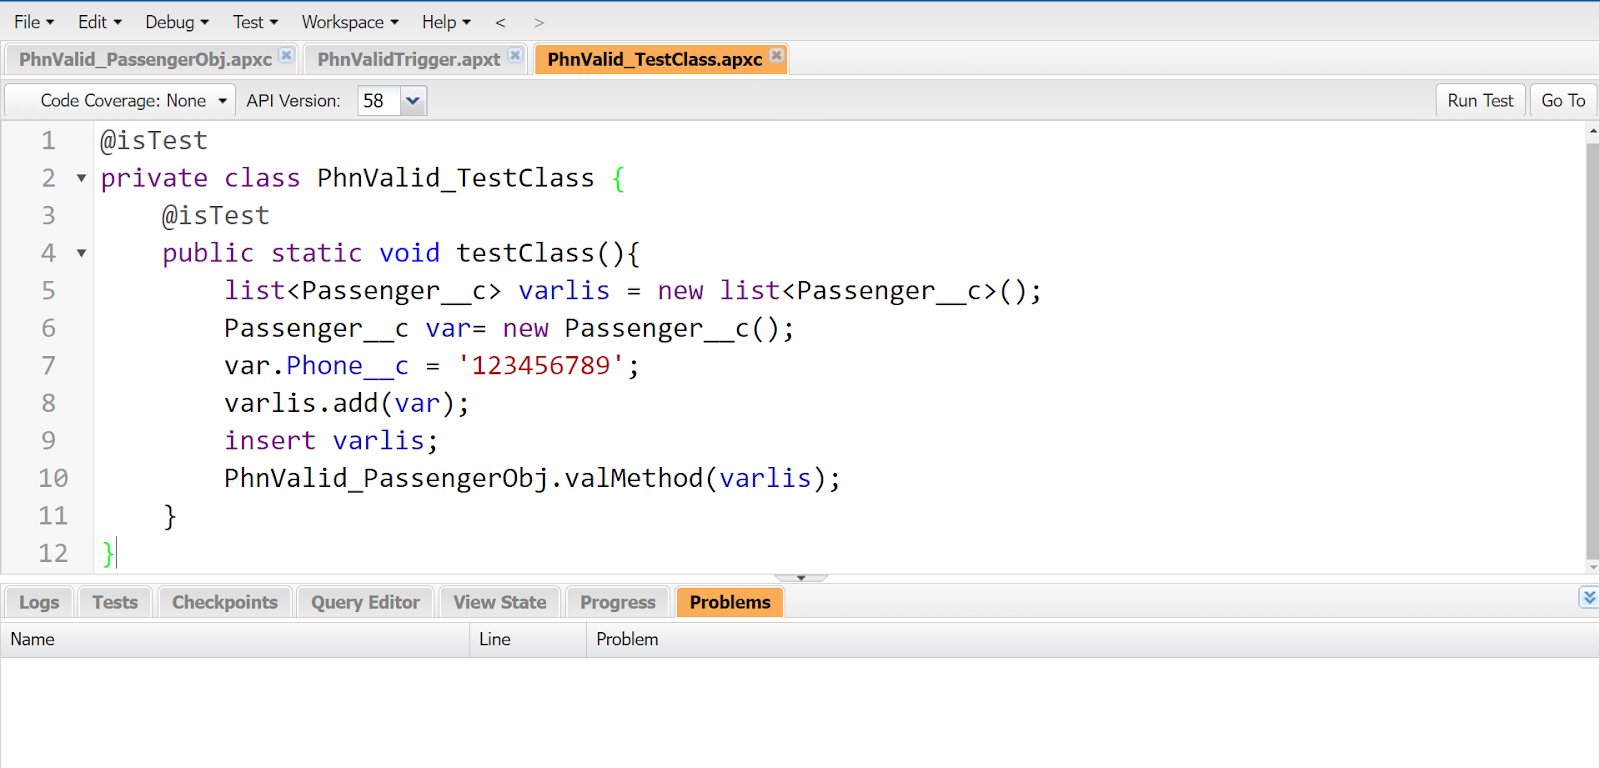 File Edit Debug Test Workspace Help < >
PhnValid_PassengerObj.apxc PhnValidTrigger.apxt PhnValid_TestClass.apxc
Code Coverage: None API Version: 58 Run Test Go To
1 @isTest
2 private class PhnValid_TestClass {
3 @isTest
4 public static void testClass(){
5 list<Passenger__c> varlis = new list<Passenger__c>();
6 Passenger__c var= new Passenger__c();
7 var.Phone__c = '123456789';
8 varlis.add(var);
9 insert varlis;
10 PhnValid_PassengerObj.valMethod(varlis);
11 }
12 }
Logs Tests Checkpoints Query Editor View State Progress Problems
Name Line Problem